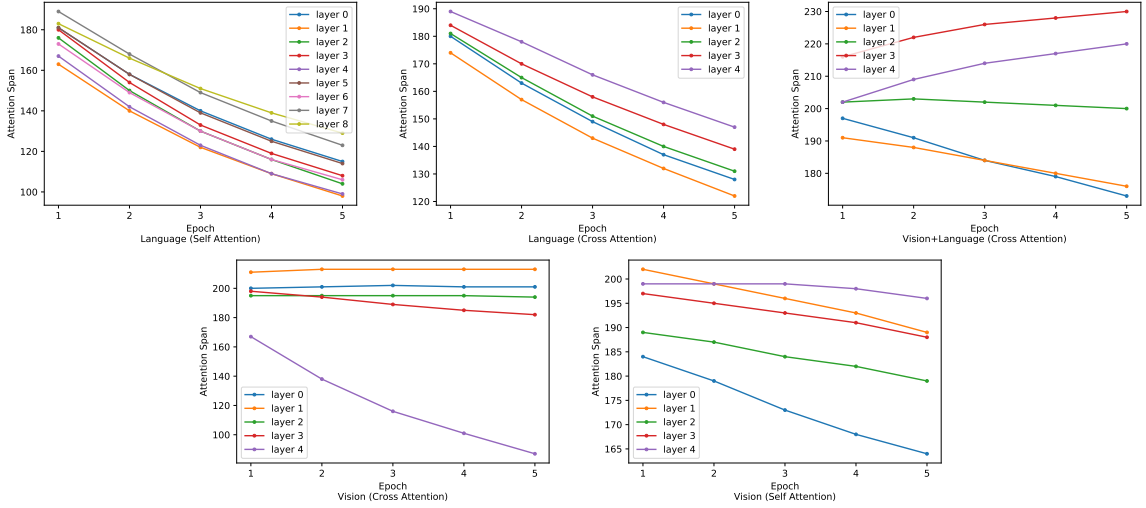 180
160
140
120
100
Attention Span
1 2 3 4 5
Epoch
Language (Self Attention)
layer 0
layer 1
layer 2
layer 3
layer 4
layer 5
layer 6
layer 7
layer 8
190
180
170
160
150
140
130
120
Attention Span
1 2 3 4 5
Epoch
Language (Cross Attention)
layer 0
layer 1
layer 2
layer 3
layer 4
230
220
210
200
190
180
Attention Span
1 2 3 4 5
Epoch
Vision+Language (Cross Attention)
layer 0
layer 1
layer 2
layer 3
layer 4
200
180
160
140
120
100
Attention Span
1 2 3 4 5
Epoch
Vision (Cross Attention)
layer 0
layer 1
layer 2
layer 3
layer 4
200
195
190
185
180
175
170
165
Attention Span
1 2 3 4 5
Epoch
Vision (Self Attention)
layer 0
layer 1
layer 2
layer 3
layer 4